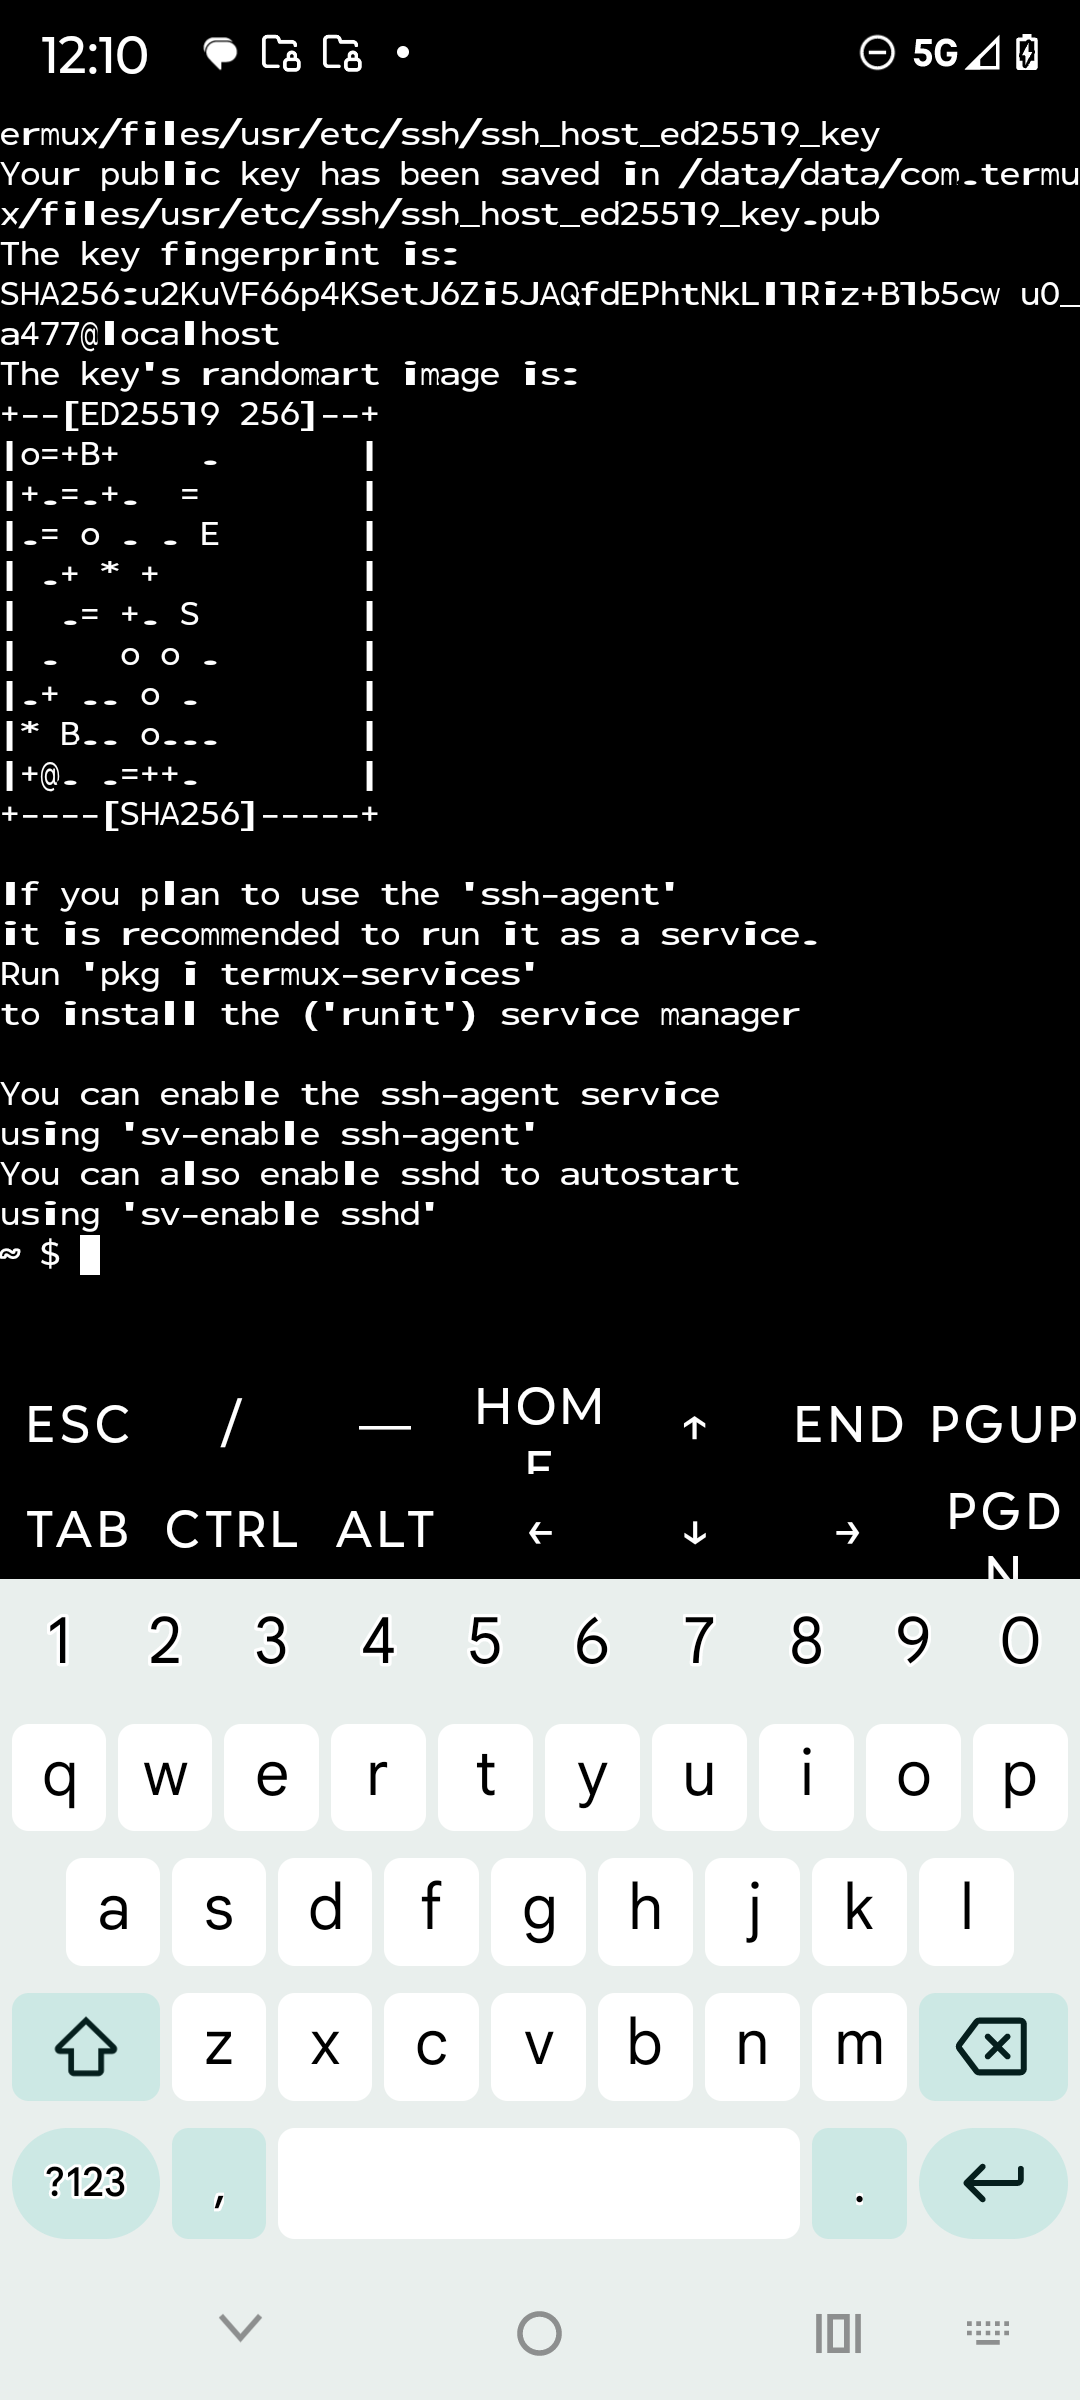 12:10
5G
ermux/files/usr/etc/ssh/ssh_host_ed25519_key
Your public key has been saved in /data/data/com.termu
x/files/usr/etc/ssh/ssh_host_ed25519_key.pub
The key fingerprint is:
SHA256:u2KuVF66p4KSetJ6Zi5JAQfdEPhtNkLI1Riz+B1b5cw u0_
a477@localhost
The key's randomart image is:
+--[ED25519 256]--+
|o=+B+    .       |
|+.=.+.  =        |
|.= o . . E       |
| .+ * +          |
|  .= +. S        |
| .   o o .       |
|.+ .. o .        |
|* B.. o...       |
|+@. .=++.        |
+----[SHA256]-----+
If you plan to use the 'ssh-agent'
it is recommended to run it as a service.
Run 'pkg i termux-services'
to install the ('runit') service manager
You can enable the ssh-agent service
using 'sv-enable ssh-agent'
You can also enable sshd to autostart
using 'sv-enable sshd'
~ $
ESC / — HOME ↑ END PGUP
TAB CTRL ALT ← ↓ → PGDN
1 2 3 4 5 6 7 8 9 0
q w e r t y u i o p
a s d f g h j k l
z x c v b n m
?123 , .